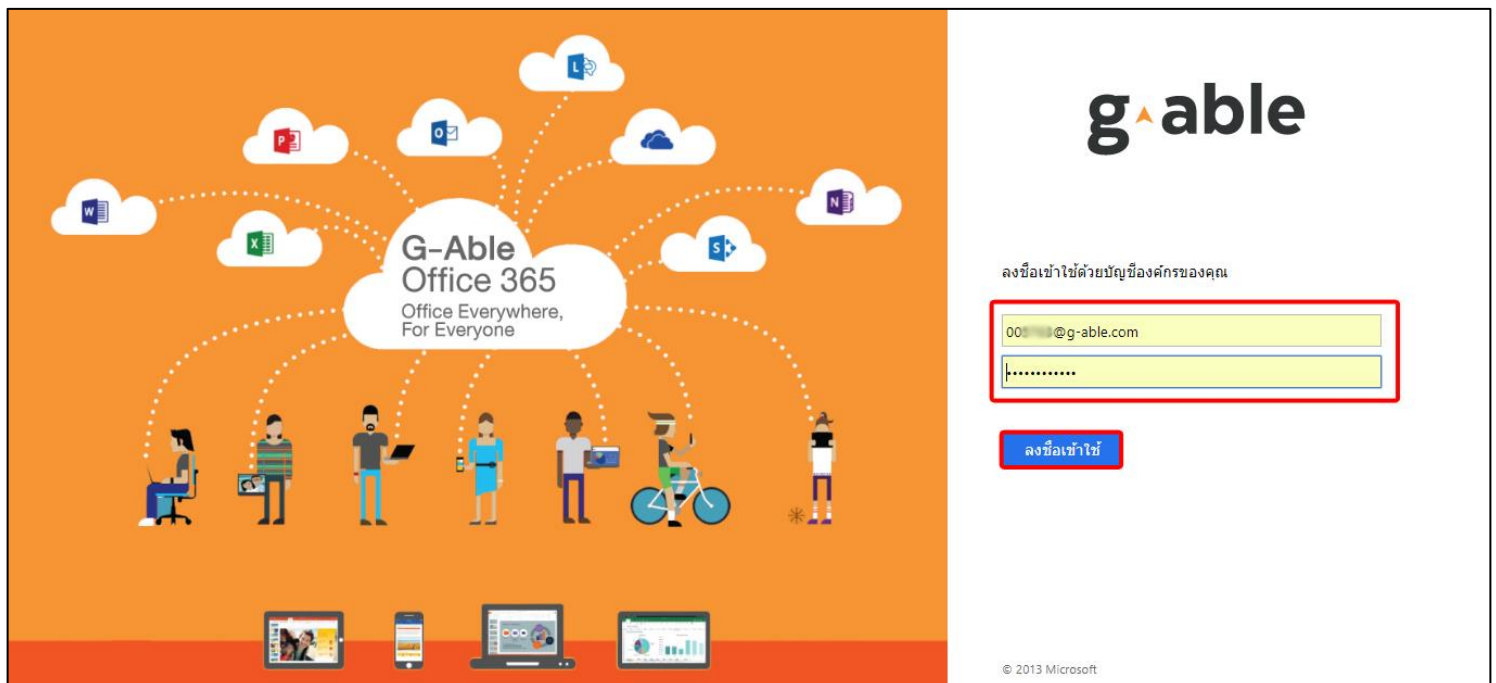 G-Able
Office 365
Office Everywhere,
For Everyone
g able
ลงชื่อเข้าใช้ด้วยบัญชีองค์กรของคุณ
00 @g-able.com
ลงชื่อเข้าใช้
© 2013 Microsoft